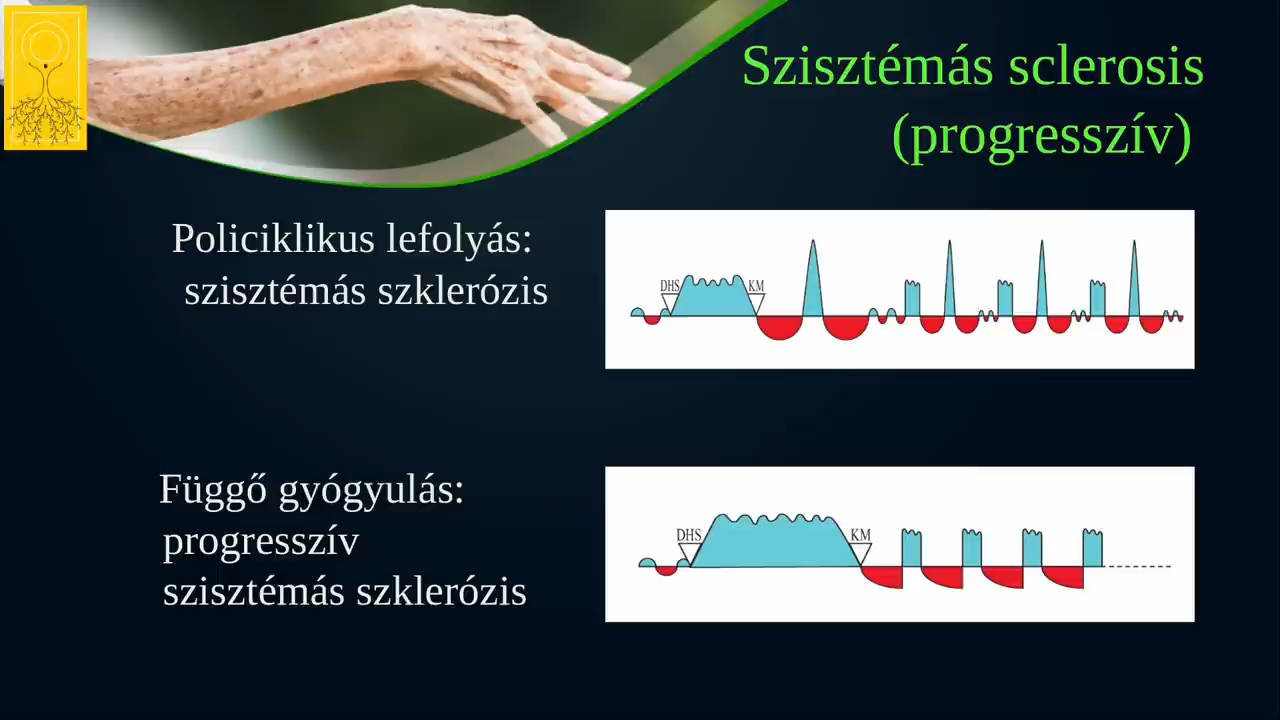 Szisztémás sclerosis
(progresszív)
Policiklikus lefolyás:
szisztémás szklerózis
DHS
KM
Függő gyógyulás:
progresszív
szisztémás szklerózis
DHS
KM